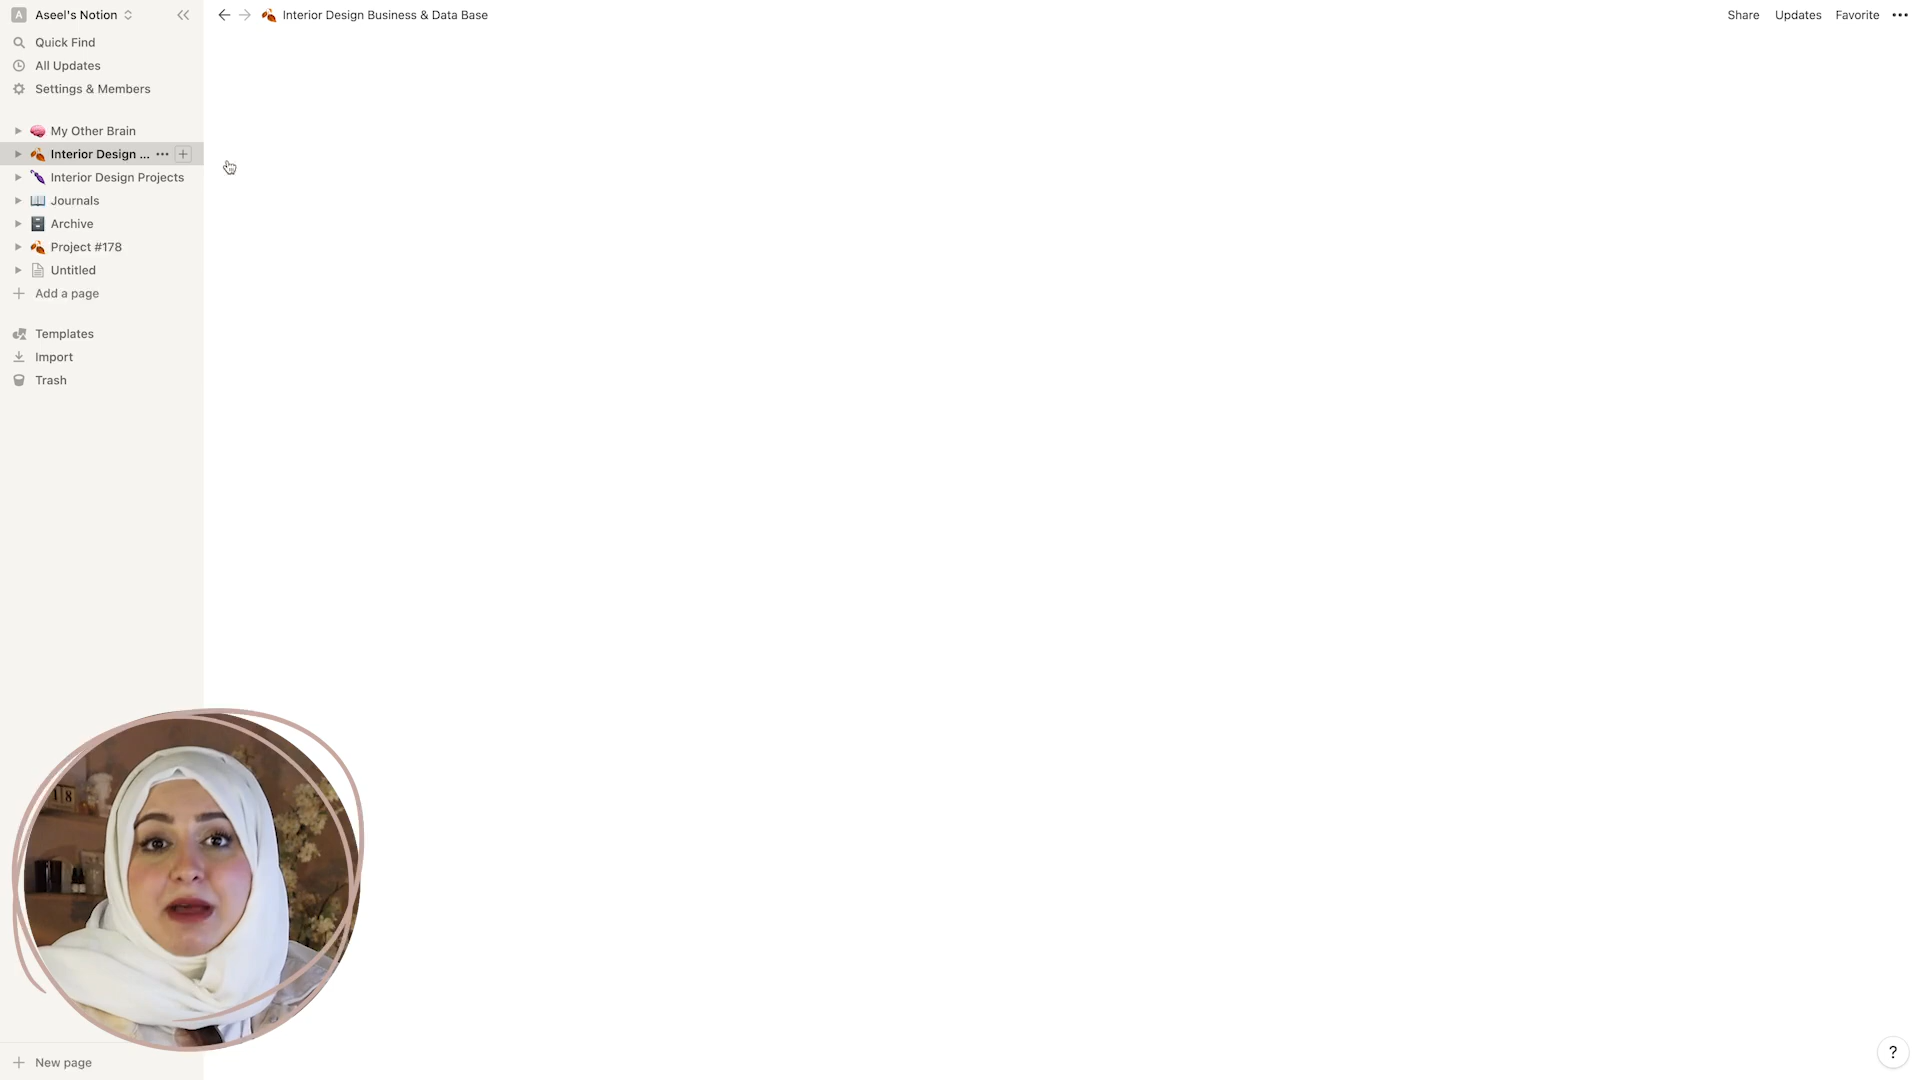 A Aseel's Notion
Interior Design Business & Data Base
Share Updates Favorite
Quick Find
All Updates
Settings & Members
My Other Brain
Interior Design ...
Interior Design Projects
Journals
Archive
Project #178
Untitled
Add a page
Templates
Import
Trash
18
New page
?